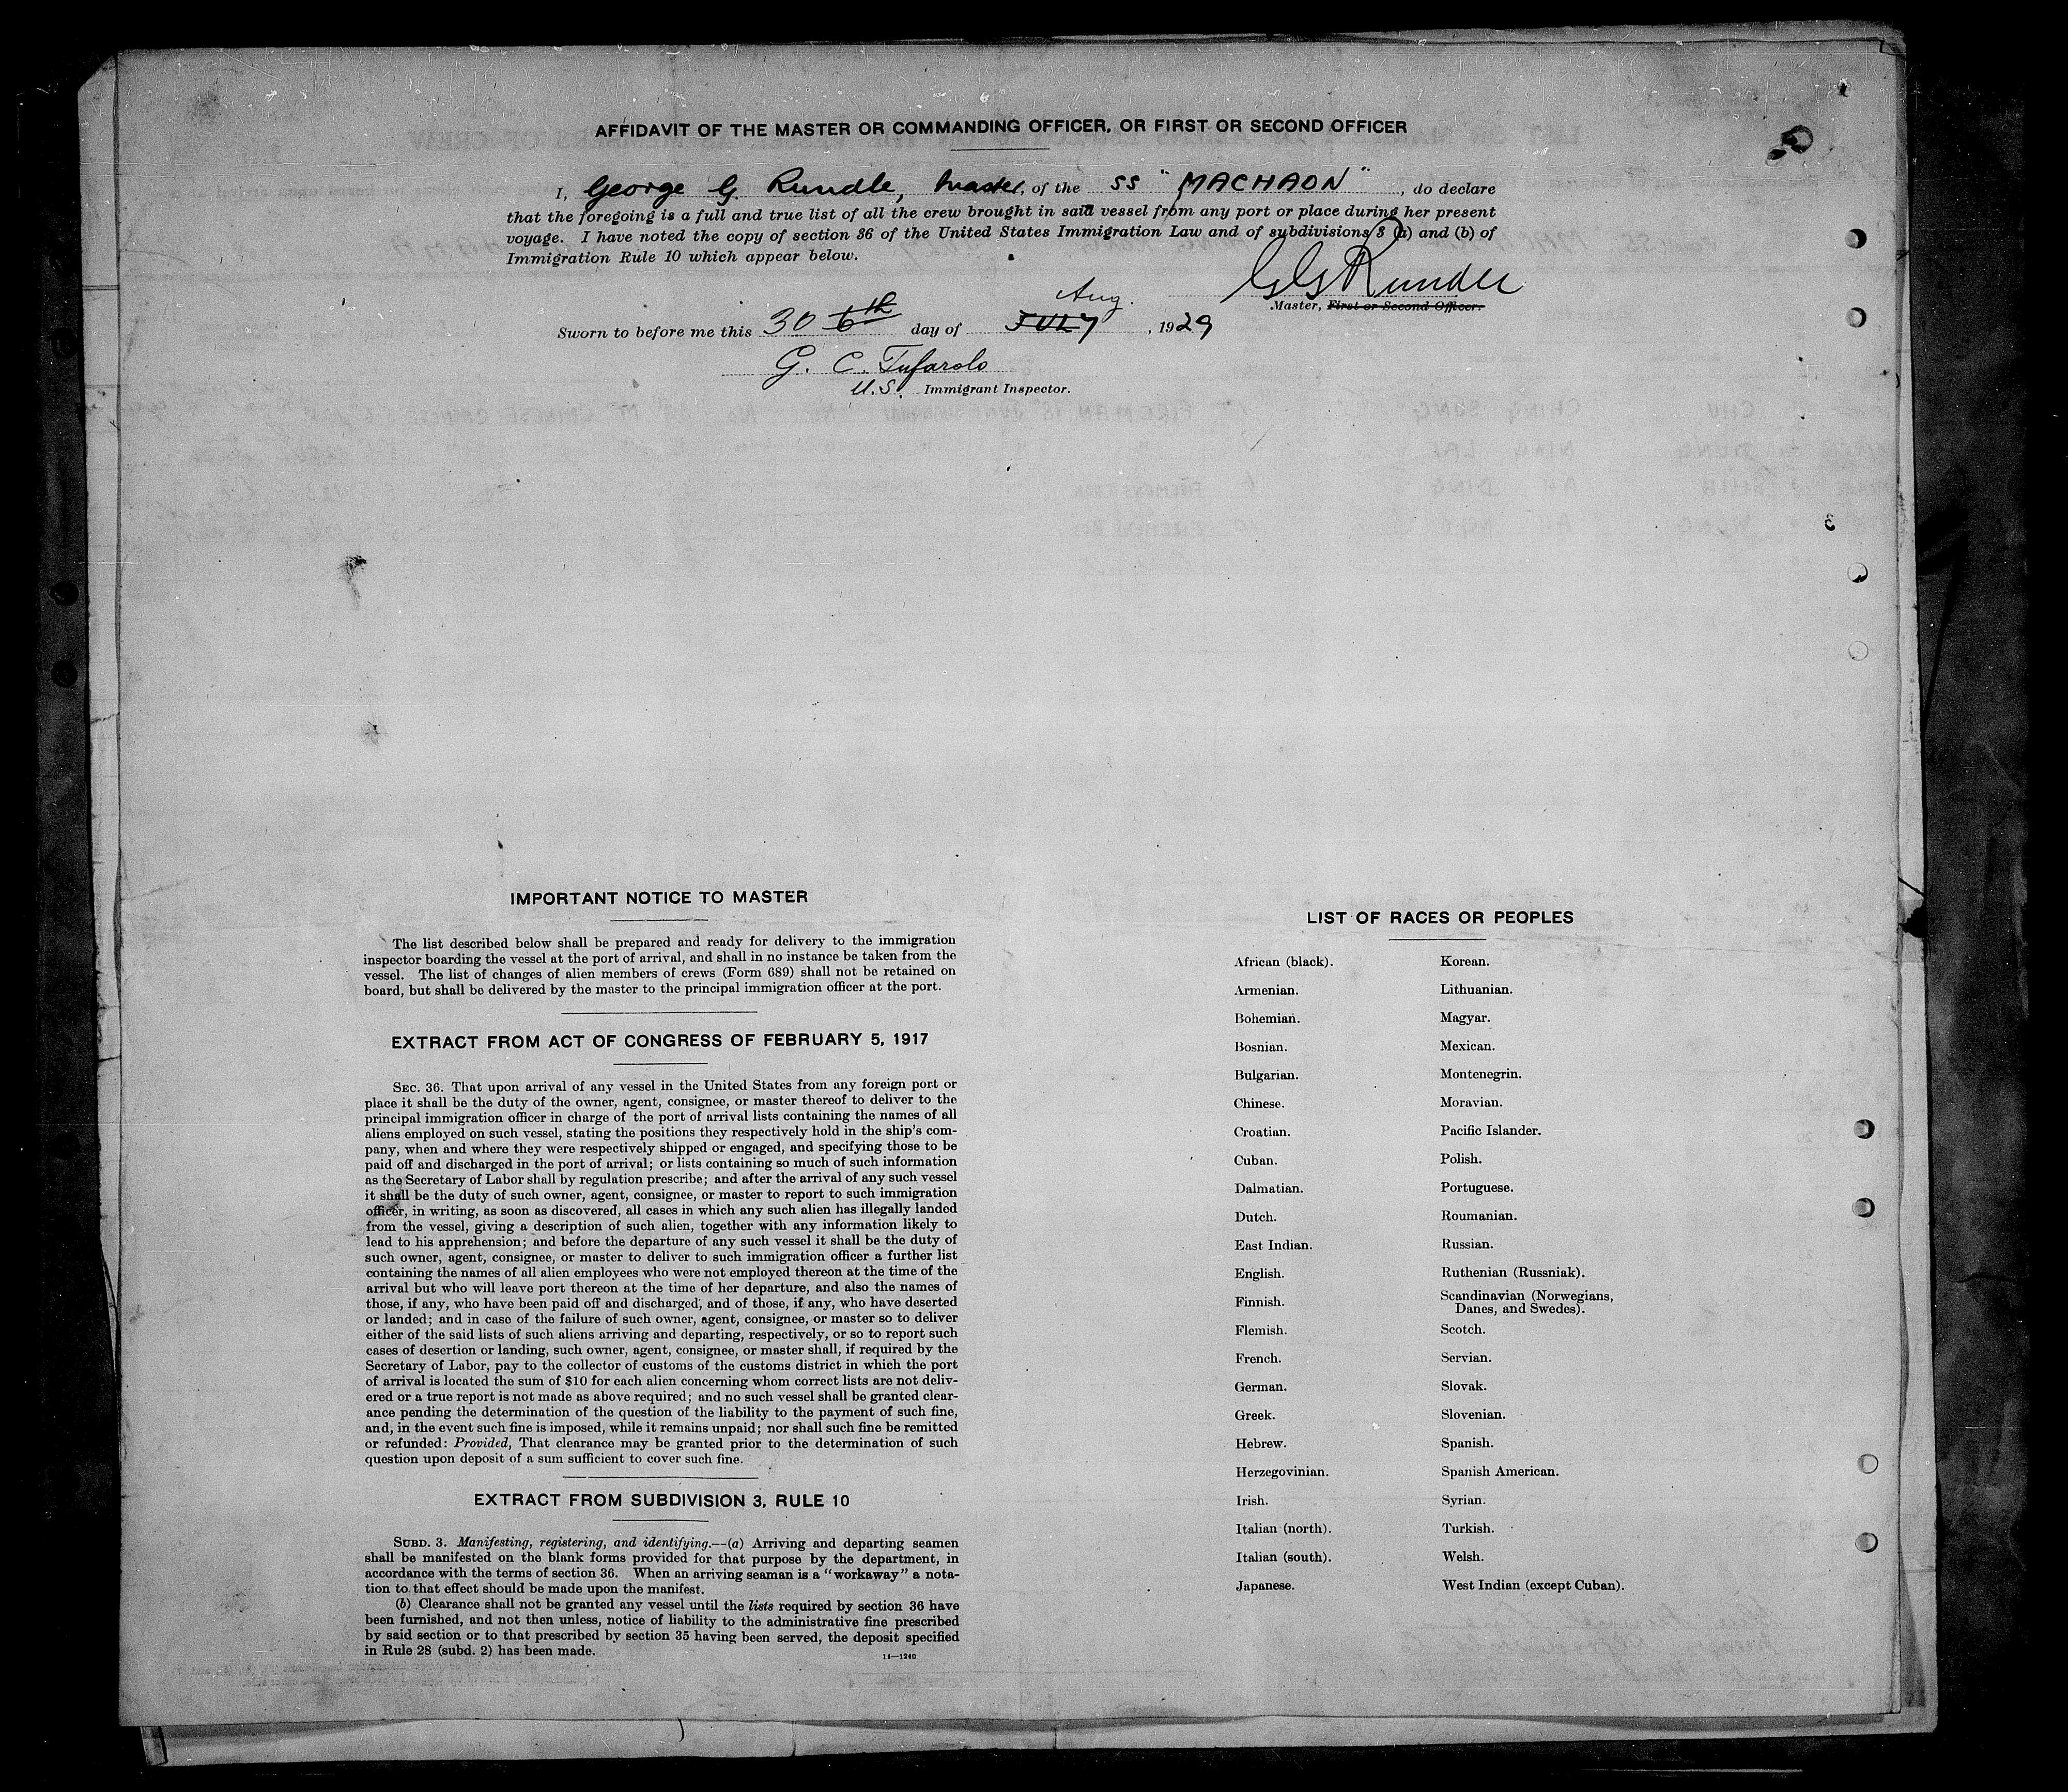 AFFIDAVIT OF THE MASTER OR COMMANDING OFFICER, OR FIRST OR SECOND OFFICER
I, George G. Rundle, Master, of the SS "MACHAON", do declare
that the foregoing is a full and true list of all the crew brought in said vessel from any port or place during her present
voyage. I have noted the copy of section 36 of the United States Immigration Law and of subdivisions 3 (a) and (b) of
Immigration Rule 10 which appear below.
G G Rundle
Master, First or Second Officer.
Aug.
Sworn to before me this 30 6th day of JULY, 1929
G. C. Tufarolo
U.S. Immigrant Inspector.
IMPORTANT NOTICE TO MASTER
The list described below shall be prepared and ready for delivery to the immigration
inspector boarding the vessel at the port of arrival, and shall in no instance be taken from the
vessel. The list of changes of alien members of crews (Form 689) shall not be retained on
board, but shall be delivered by the master to the principal immigration officer at the port.
EXTRACT FROM ACT OF CONGRESS OF FEBRUARY 5, 1917
SEC. 36. That upon arrival of any vessel in the United States from any foreign port or
place it shall be the duty of the owner, agent, consignee, or master thereof to deliver to the
principal immigration officer in charge of the port of arrival lists containing the names of all
aliens employed on such vessel, stating the positions they respectively hold in the ship's com-
pany, when and where they were respectively shipped or engaged, and specifying those to be
paid off and discharged in the port of arrival; or lists containing so much of such information
as the Secretary of Labor shall by regulation prescribe; and after the arrival of any such vessel
it shall be the duty of such owner, agent, consignee, or master to report to such immigration
officer, in writing, as soon as discovered, all cases in which any such alien has illegally landed
from the vessel, giving a description of such alien, together with any information likely to
lead to his apprehension; and before the departure of any such vessel it shall be the duty of
such owner, agent, consignee, or master to deliver to such immigration officer a further list
containing the names of all alien employees who were not employed thereon at the time of the
arrival but who will leave port thereon at the time of her departure, and also the names of
those, if any, who have been paid off and discharged, and of those, if any, who have deserted
or landed; and in case of the failure of such owner, agent, consignee, or master so to deliver
either of the said lists of such aliens arriving and departing, respectively, or so to report such
cases of desertion or landing, such owner, agent, consignee, or master shall, if required by the
Secretary of Labor, pay to the collector of customs of the customs district in which the port
of arrival is located the sum of $10 for each alien concerning whom correct lists are not deliv-
ered or a true report is not made as above required; and no such vessel shall be granted clear-
ance pending the determination of the question of the liability to the payment of such fine,
and, in the event such fine is imposed, while it remains unpaid; nor shall such fine be remitted
or refunded: Provided, That clearance may be granted prior to the determination of such
question upon deposit of a sum sufficient to cover such fine.
EXTRACT FROM SUBDIVISION 3, RULE 10
SUBD. 3. Manifesting, registering, and identifying.—(a) Arriving and departing seamen
shall be manifested on the blank forms provided for that purpose by the department, in
accordance with the terms of section 36. When an arriving seaman is a "workaway" a nota-
tion to that effect should be made upon the manifest.
(b) Clearance shall not be granted any vessel until the lists required by section 36 have
been furnished, and not then unless, notice of liability to the administrative fine prescribed
by said section or to that prescribed by section 35 having been served, the deposit specified
in Rule 28 (subd. 2) has been made.
11—1240
LIST OF RACES OR PEOPLES
African (black).
Armenian.
Bohemian.
Bosnian.
Bulgarian.
Chinese.
Croatian.
Cuban.
Dalmatian.
Dutch.
East Indian.
English.
Finnish.
Flemish.
French.
German.
Greek.
Hebrew.
Herzegovinian.
Irish.
Italian (north).
Italian (south).
Japanese.
Korean.
Lithuanian.
Magyar.
Mexican.
Montenegrin.
Moravian.
Pacific Islander.
Polish.
Portuguese.
Roumanian.
Russian.
Ruthenian (Russniak).
Scandinavian (Norwegians,
Danes, and Swedes).
Scotch.
Servian.
Slovak.
Slovenian.
Spanish.
Spanish American.
Syrian.
Turkish.
Welsh.
West Indian (except Cuban).